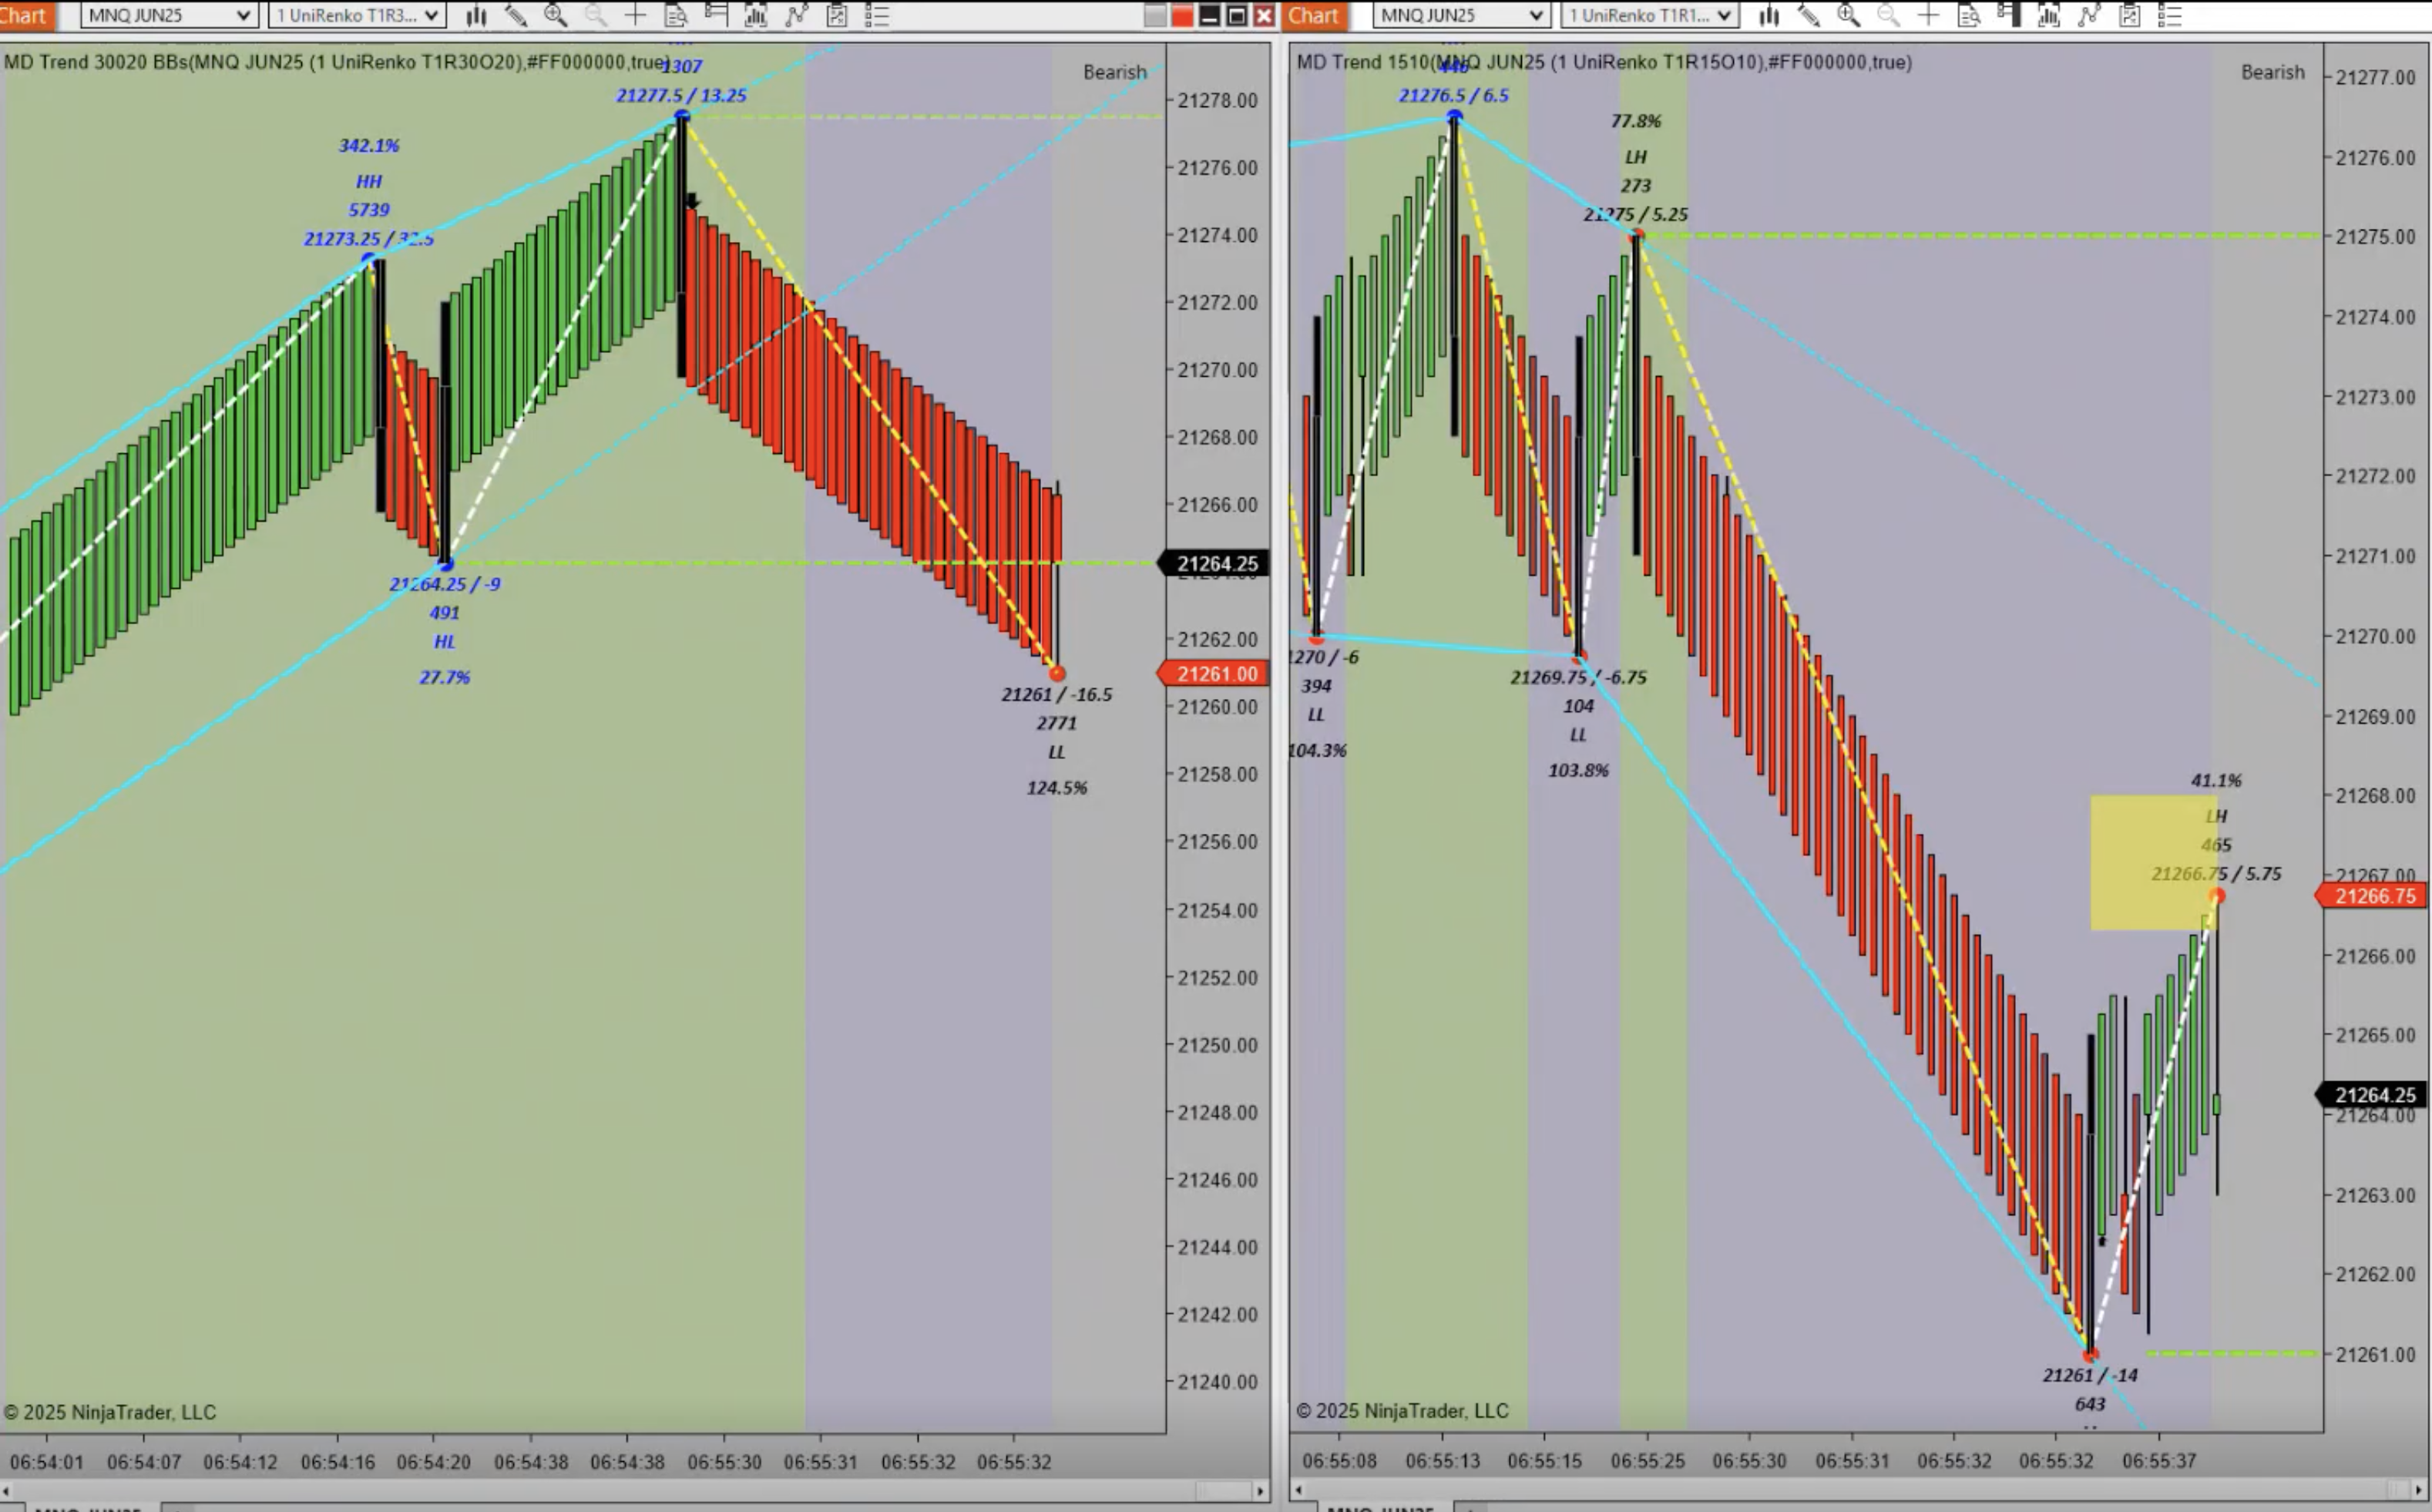 Chart MNQ JUN25 1 UniRenko T1R3...
MD Trend 30020 BBs(MNQ JUN25 (1 UniRenko T1R30O20),#FF000000,true)
Bearish
1307
21277.5 / 13.25
342.1%
HH
5739
21273.25 / 32.5
21264.25 / -9
491
HL
27.7%
21261 / -16.5
2771
LL
124.5%
21278.00
21276.00
21274.00
21272.00
21270.00
21268.00
21266.00
21264.25
21262.00
21261.00
21260.00
21258.00
21256.00
21254.00
21252.00
21250.00
21248.00
21246.00
21244.00
21242.00
21240.00
© 2025 NinjaTrader, LLC
06:54:01 06:54:07 06:54:12 06:54:16 06:54:20 06:54:38 06:54:38 06:55:30 06:55:31 06:55:32 06:55:32
MNQ JUN25
Chart MNQ JUN25 1 UniRenko T1R1...
MD Trend 1510(MNQ JUN25 (1 UniRenko T1R15O10),#FF000000,true)
Bearish
446
21276.5 / 6.5
77.8%
LH
273
21275 / 5.25
1270 / -6
394
LL
104.3%
21269.75 / -6.75
104
LL
103.8%
41.1%
LH
465
21266.75 / 5.75
21261 / -14
643
21277.00
21276.00
21275.00
21274.00
21273.00
21272.00
21271.00
21270.00
21269.00
21268.00
21267.00
21266.75
21266.00
21265.00
21264.25
21264.00
21263.00
21262.00
21261.00
© 2025 NinjaTrader, LLC
06:55:08 06:55:13 06:55:15 06:55:25 06:55:30 06:55:31 06:55:32 06:55:32 06:55:37
MNQ JUN25